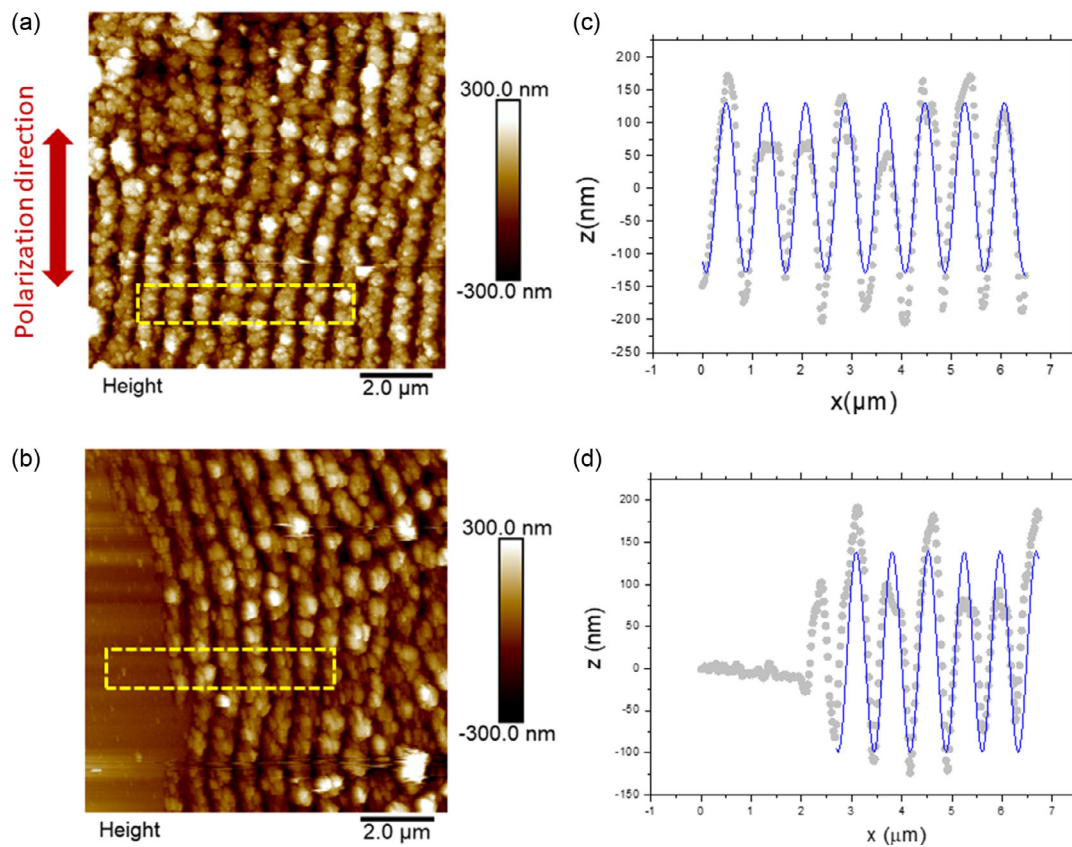 (a)
Polarization direction
300.0 nm
-300.0 nm
Height
2.0 µm
(c)
z(nm)
225
200
150
100
50
0
-50
-100
-150
-200
-250
-1
0
1
2
3
4
5
6
7
x(µm)
(b)
300.0 nm
-300.0 nm
Height
2.0 µm
(d)
z (nm)
200
150
100
50
0
-50
-100
-150
-1
0
1
2
3
4
5
6
7
x (µm)